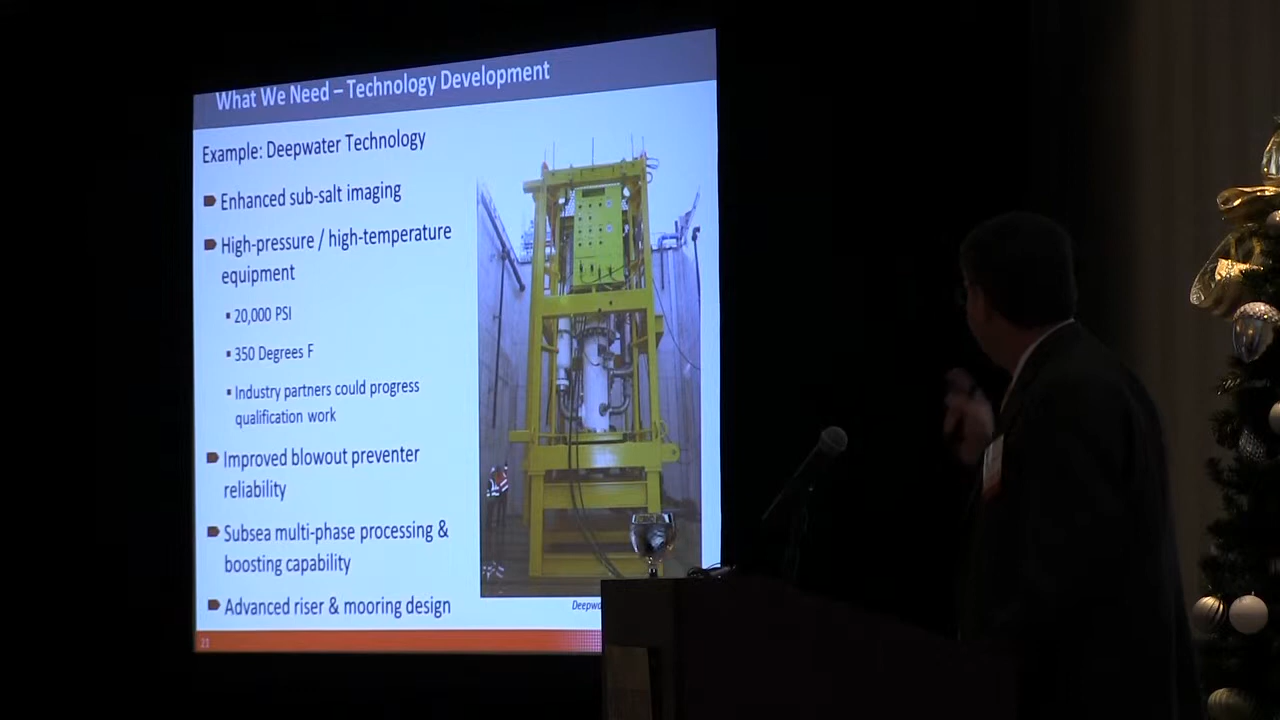 What We Need – Technology Development
Example: Deepwater Technology
Enhanced sub-salt imaging
High-pressure / high-temperature
equipment
20,000 PSI
350 Degrees F
Industry partners could progress
qualification work
Improved blowout preventer
reliability
Subsea multi-phase processing &
boosting capability
Advanced riser & mooring design